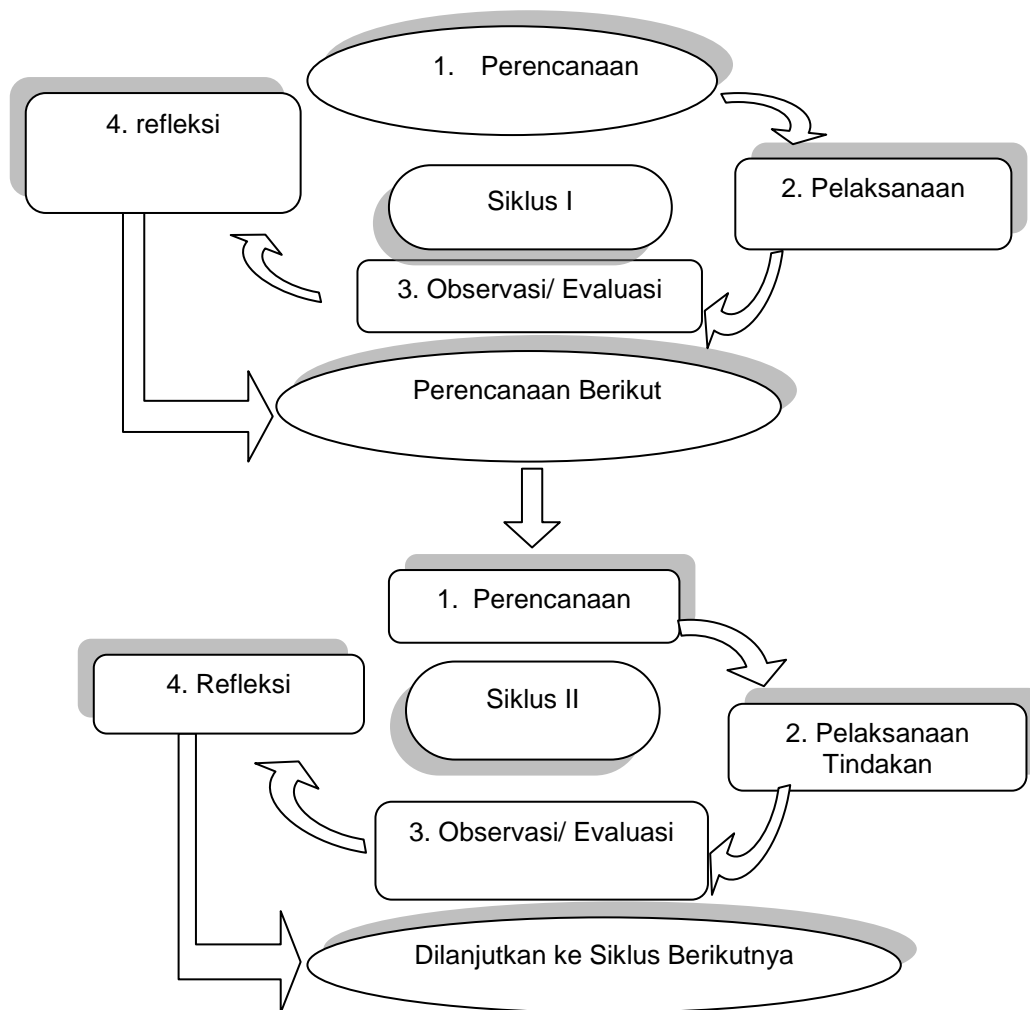 1. Perencanaan
4. refleksi
2. Pelaksanaan
Siklus I
3. Observasi/ Evaluasi
Perencanaan Berikut
1. Perencanaan
4. Refleksi
Siklus II
2. Pelaksanaan
Tindakan
3. Observasi/ Evaluasi
Dilanjutkan ke Siklus Berikutnya